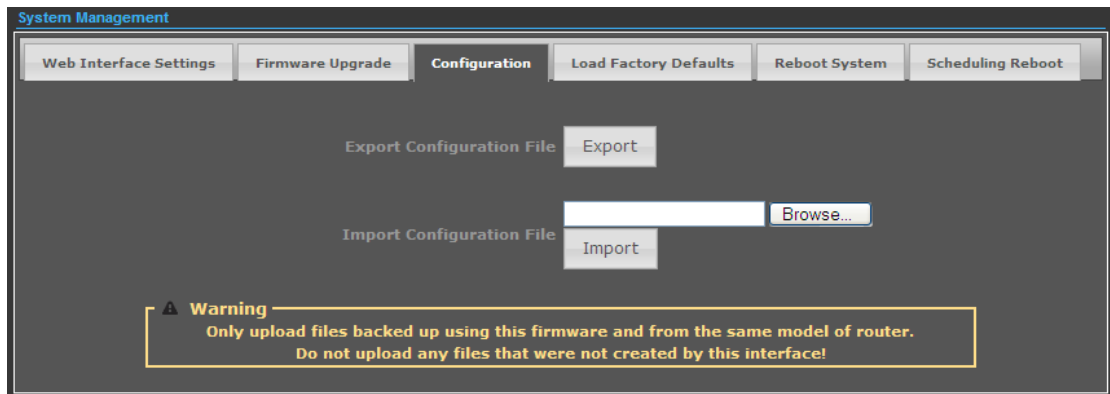 System Management
Web Interface Settings Firmware Upgrade Configuration Load Factory Defaults Reboot System Scheduling Reboot
Export Configuration File Export
Browse...
Import Configuration File
Import
Warning
Only upload files backed up using this firmware and from the same model of router.
Do not upload any files that were not created by this interface!